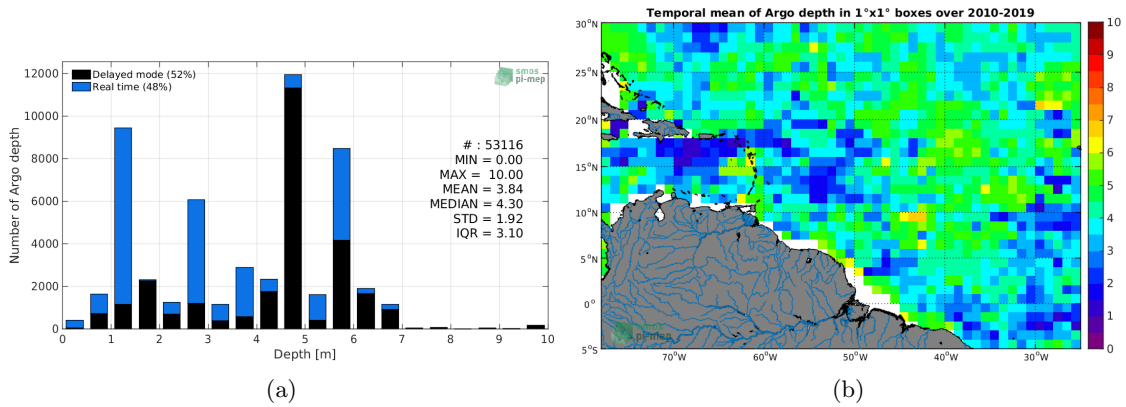 smos
pi-mep
Delayed mode (52%)
Real time (48%)
# : 53116
MIN = 0.00
MAX = 10.00
MEAN = 3.84
MEDIAN = 4.30
STD = 1.92
IQR = 3.10
12000
10000
8000
6000
4000
2000
0
Number of Argo depth
0 1 2 3 4 5 6 7 8 9 10
Depth [m]
(a)
Temporal mean of Argo depth in 1°x1° boxes over 2010-2019
30°N
25°N
20°N
15°N
10°N
0°
5°S
70°W 60°W 50°W 40°W 30°W
smos
pi-mep
10
9
8
7
6
5
4
3
2
1
0
(b)